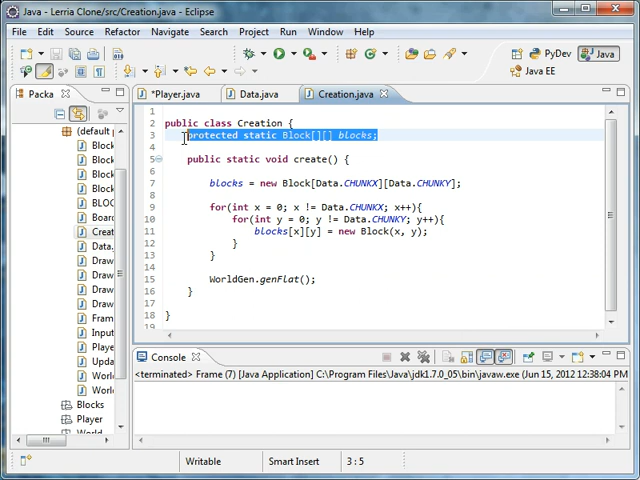 Java - Lerria Clone/src/Creation.java - Eclipse
File Edit Source Refactor Navigate Search Project Run Window Help
PyDev Java
Java EE
Packa
*Player.java Data.java Creation.java
(default p
Block
Block
Block
Block
BLOC
Board
Creat
Data.
Draw
Draw
Draw
Draw
Fram
Input
Playe
Upda
World
World
Blocks
Player
World
1
2 public class Creation {
3 protected static Block[][] blocks;
4
5 public static void create() {
6
7 blocks = new Block[Data.CHUNKX][Data.CHUNKY];
8
9 for(int x = 0; x != Data.CHUNKX; x++){
10 for(int y = 0; y != Data.CHUNKY; y++){
11 blocks[x][y] = new Block(x, y);
12 }
13 }
14
15 WorldGen.genFlat();
16 }
17
18 }
19
Console
<terminated> Frame (7) [Java Application] C:\Program Files\Java\jdk1.7.0_05\bin\javaw.exe (Jun 15, 2012 12:38:04 PM)
Writable Smart Insert 3 : 5